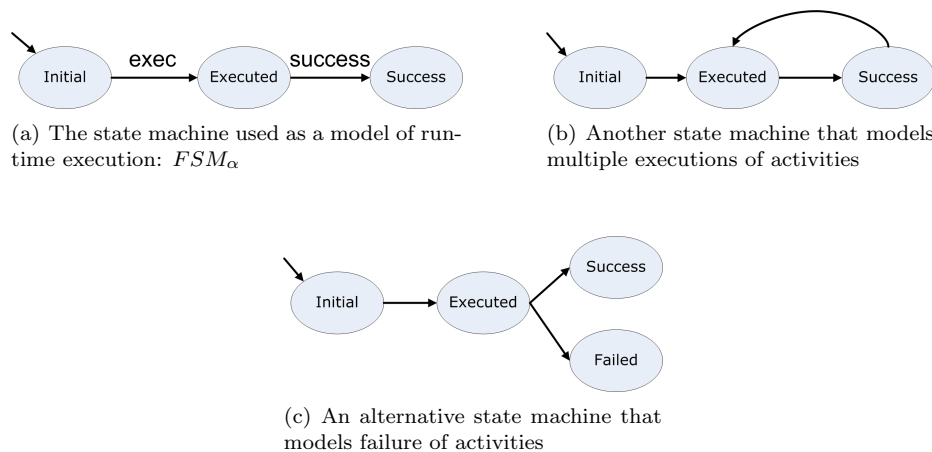 exec success
Initial Executed Success
Initial Executed Success
(a) The state machine used as a model of run-
time execution: FSMα
(b) Another state machine that models
multiple executions of activities
Success
Initial Executed
Failed
(c) An alternative state machine that
models failure of activities